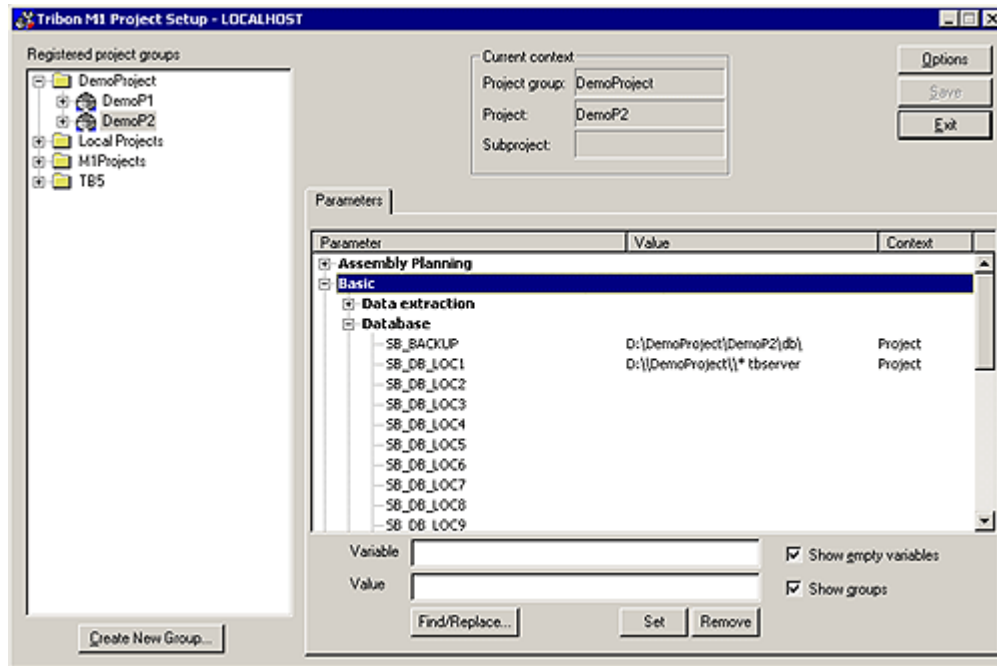 Tribon M1 Project Setup - LOCALHOST
Registered project groups
DemoProject
DemoP1
DemoP2
Local Projects
M1Projects
TB5
Create New Group...
Current context
Project group: DemoProject
Project: DemoP2
Subproject:
Options
Save
Exit
Parameters
Parameter Value Context
Assembly Planning
Basic
Data extraction
Database
SB_BACKUP D:\DemoProject\DemoP2\db\ Project
SB_DB_LOC1 D:\\DemoProject\\* tbserver Project
SB_DB_LOC2
SB_DB_LOC3
SB_DB_LOC4
SB_DB_LOC5
SB_DB_LOC6
SB_DB_LOC7
SB_DB_LOC8
SB_DB_LOC9
Variable
Show empty variables
Value
Show groups
Find/Replace...
Set
Remove